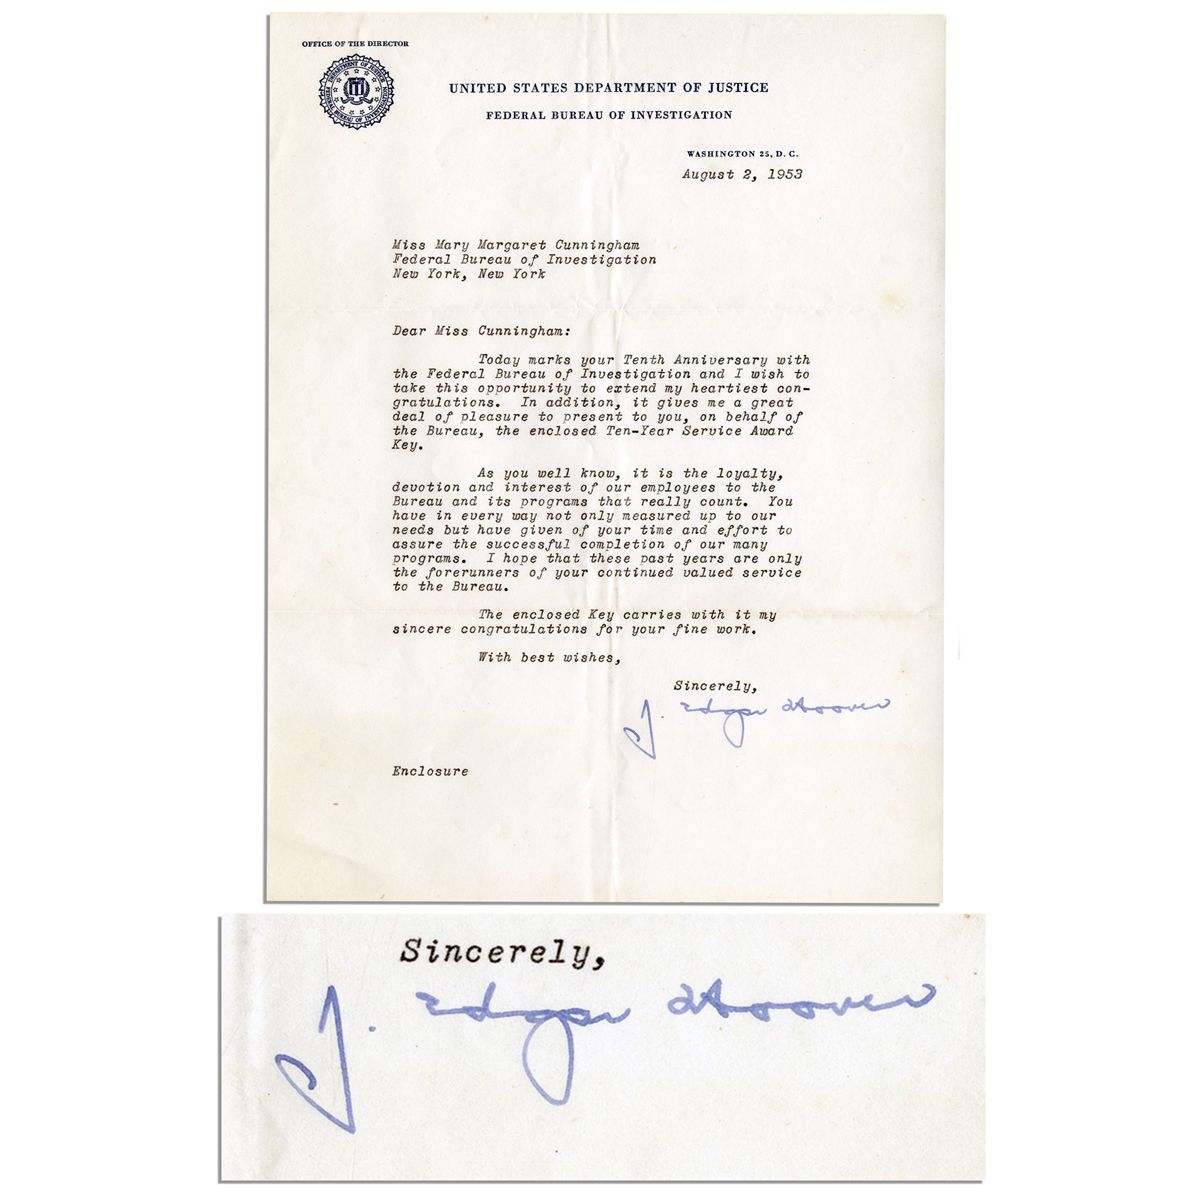 OFFICE OF THE DIRECTOR
DEPARTMENT OF JUSTICE
FEDERAL BUREAU OF INVESTIGATION
UNITED STATES DEPARTMENT OF JUSTICE
FEDERAL BUREAU OF INVESTIGATION
WASHINGTON 25, D. C.
August 2, 1953
Miss Mary Margaret Cunningham
Federal Bureau of Investigation
New York, New York
Dear Miss Cunningham:
Today marks your Tenth Anniversary with
the Federal Bureau of Investigation and I wish to
take this opportunity to extend my heartiest con-
gratulations. In addition, it gives me a great
deal of pleasure to present to you, on behalf of
the Bureau, the enclosed Ten-Year Service Award
Key.
As you well know, it is the loyalty,
devotion and interest of our employees to the
Bureau and its programs that really count. You
have in every way not only measured up to our
needs but have given of your time and effort to
assure the successful completion of our many
programs. I hope that these past years are only
the forerunners of your continued valued service
to the Bureau.
The enclosed Key carries with it my
sincere congratulations for your fine work.
With best wishes,
Sincerely,
J. Edgar Hoover
Enclosure
Sincerely,
J. Edgar Hoover